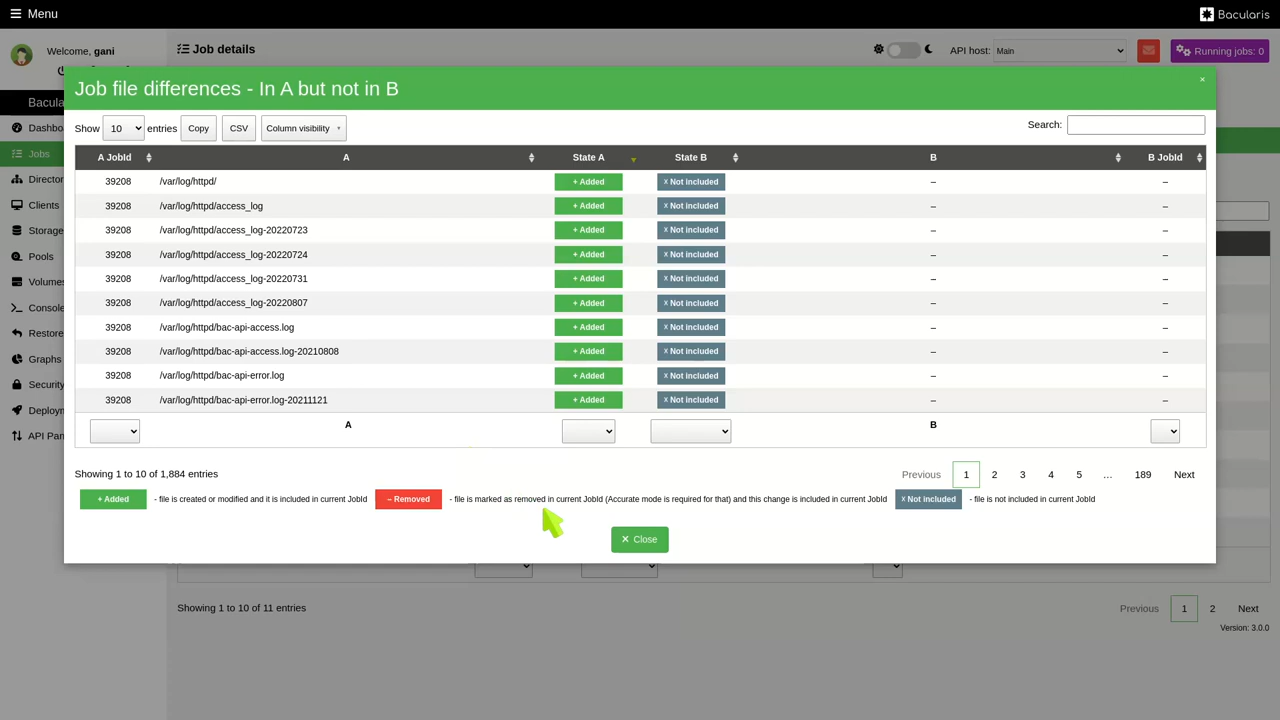 Menu
Bacularis
Welcome, gani
Job details
API host: Main
Running jobs: 0
Job file differences - In A but not in B
×
Show 10 entries Copy CSV Column visibility
Search:
A JobId A State A State B B B JobId
39208 /var/log/httpd/ + Added x Not included – –
39208 /var/log/httpd/access_log + Added x Not included – –
39208 /var/log/httpd/access_log-20220723 + Added x Not included – –
39208 /var/log/httpd/access_log-20220724 + Added x Not included – –
39208 /var/log/httpd/access_log-20220731 + Added x Not included – –
39208 /var/log/httpd/access_log-20220807 + Added x Not included – –
39208 /var/log/httpd/bac-api-access.log + Added x Not included – –
39208 /var/log/httpd/bac-api-access.log-20210808 + Added x Not included – –
39208 /var/log/httpd/bac-api-error.log + Added x Not included – –
39208 /var/log/httpd/bac-api-error.log-20211121 + Added x Not included – –
A B
Showing 1 to 10 of 1,884 entries
Previous 1 2 3 4 5 … 189 Next
+ Added - file is created or modified and it is included in current JobId – Removed - file is marked as removed in current JobId (Accurate mode is required for that) and this change is included in current JobId x Not included - file is not included in current JobId
× Close
Bacula
Dashbo
Jobs
Director
Clients
Storage
Pools
Volume
Console
Restore
Graphs
Security
Deploym
API Pan
Showing 1 to 10 of 11 entries
Previous 1 2 Next
Version: 3.0.0